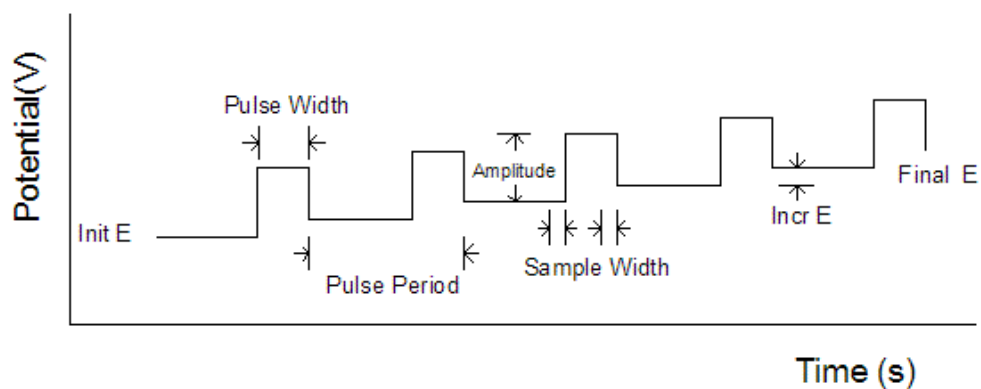 Potential(V)
Pulse Width
Amplitude
Final E
Incr E
Init E
Sample Width
Pulse Period
Time (s)